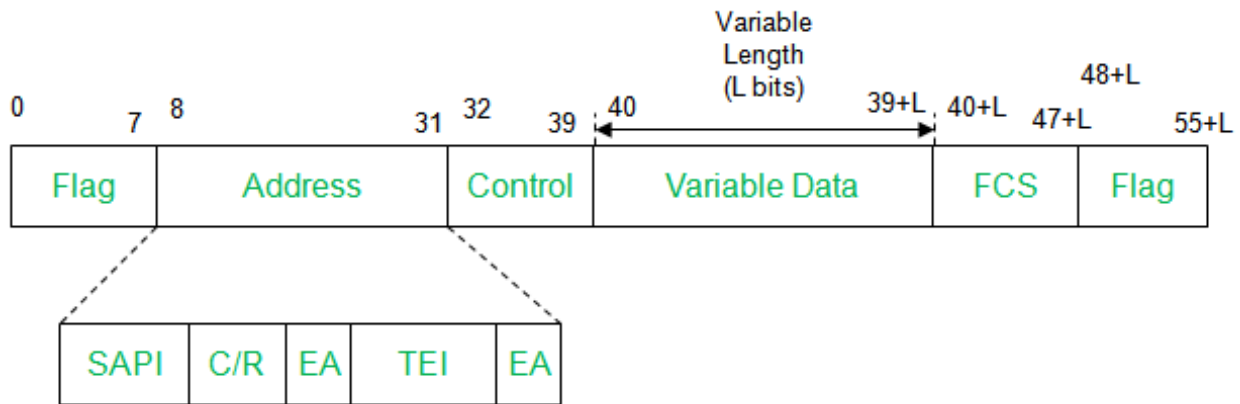 Variable
Length
(L bits)
48+L
0 7 8 31 32 39 40 39+L 40+L 47+L 55+L
Flag Address Control Variable Data FCS Flag
SAPI C/R EA TEI EA